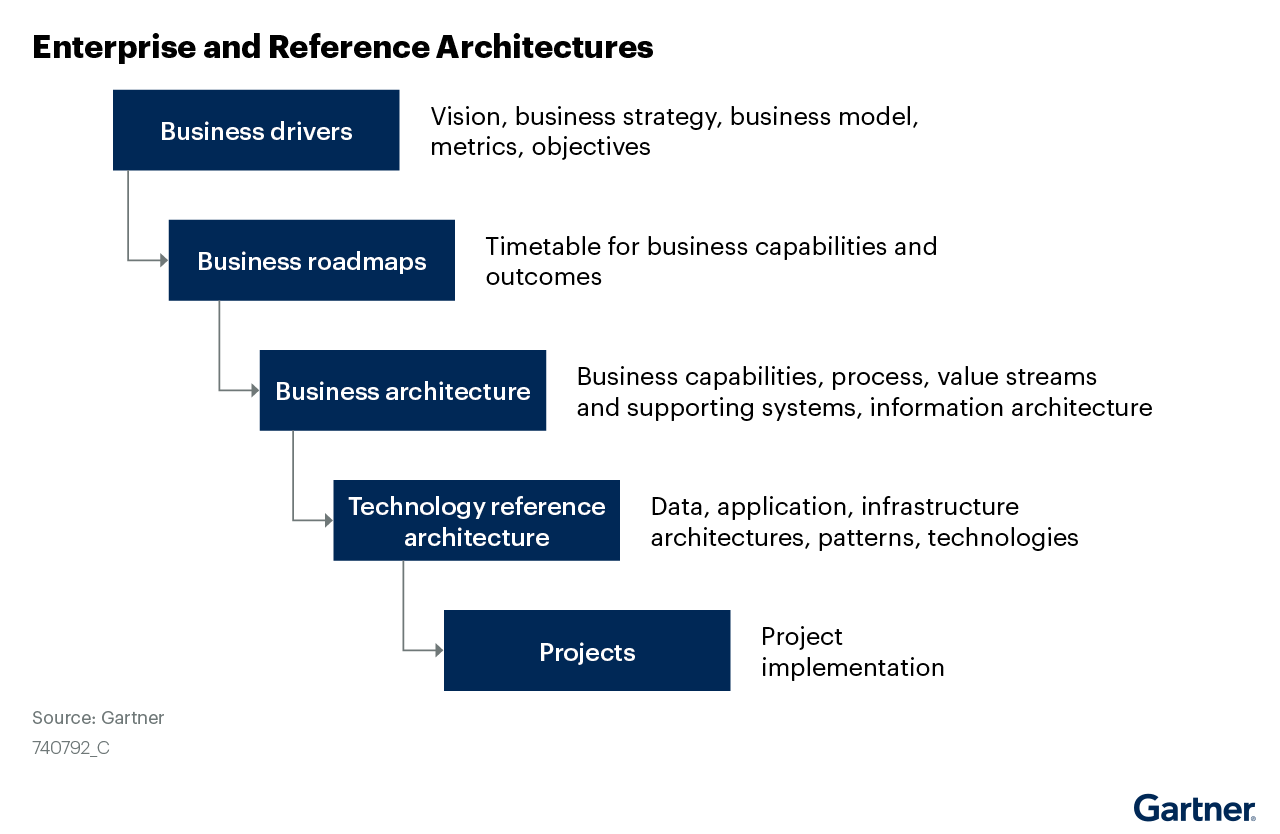 Enterprise and Reference Architectures
Business drivers
Vision, business strategy, business model,
metrics, objectives
Business roadmaps
Timetable for business capabilities and
outcomes
Business architecture
Business capabilities, process, value streams
and supporting systems, information architecture
Technology reference
architecture
Data, application, infrastructure
architectures, patterns, technologies
Projects
Project
implementation
Source: Gartner
740792_C
Gartner®